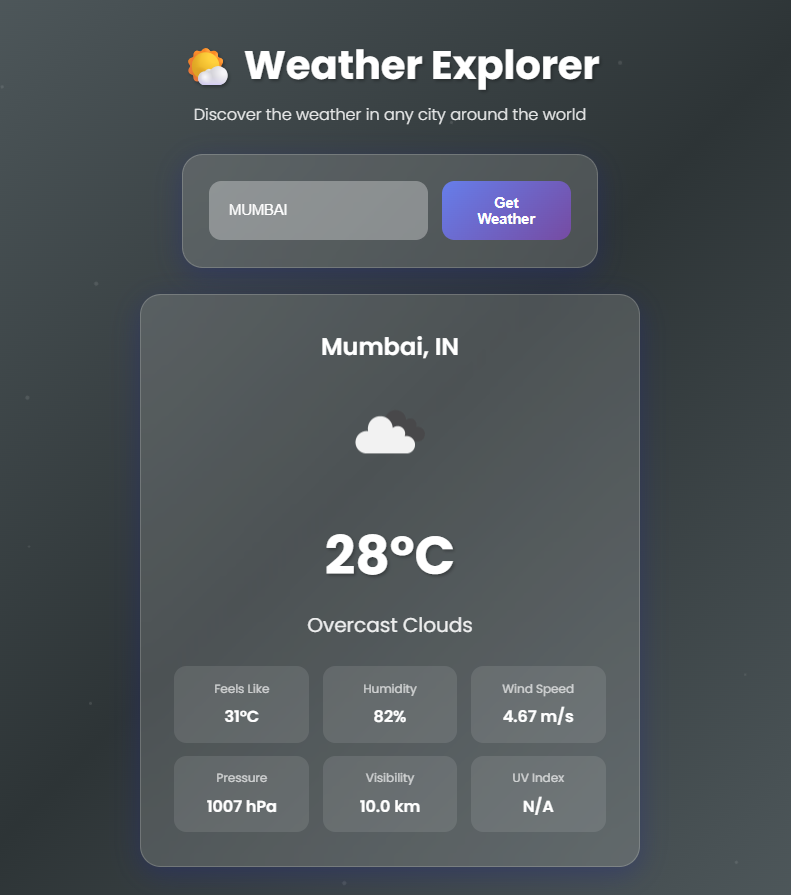 Weather Explorer
Discover the weather in any city around the world
MUMBAI
Get
Weather
Mumbai, IN
28°C
Overcast Clouds
Feels Like
31°C
Humidity
82%
Wind Speed
4.67 m/s
Pressure
1007 hPa
Visibility
10.0 km
UV Index
N/A